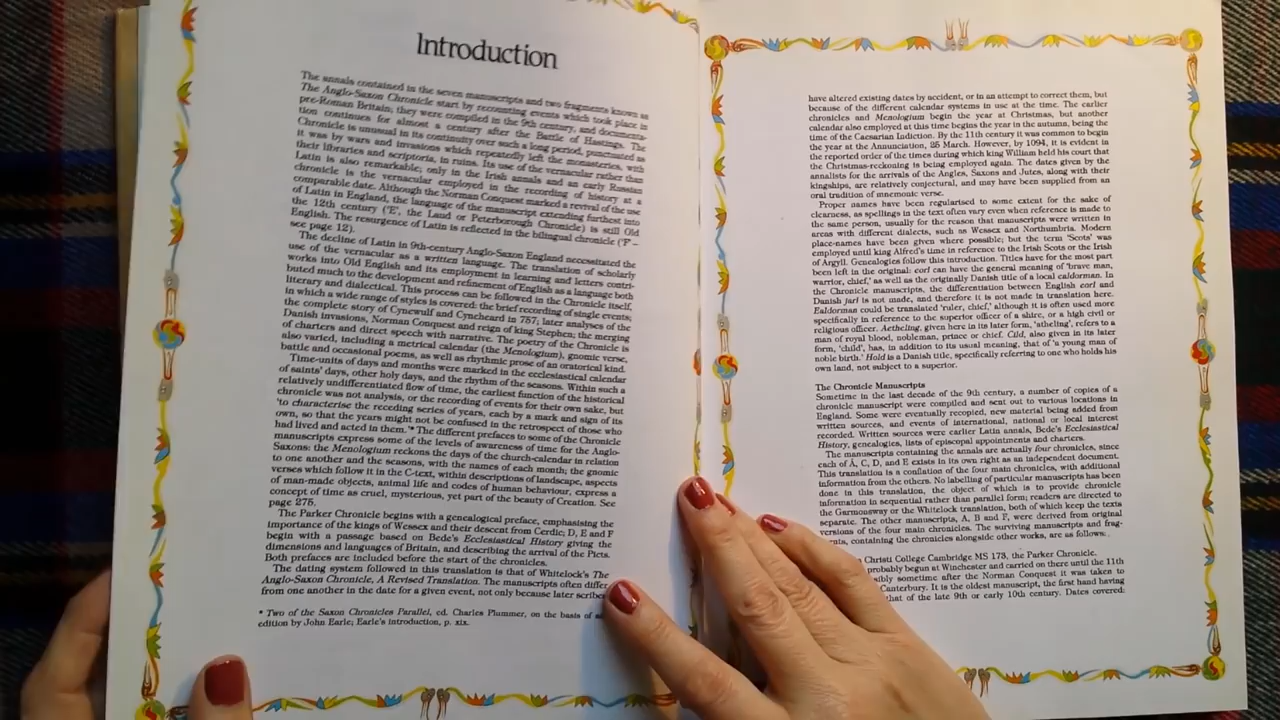 Introduction
The annals contained in the seven manuscripts and two fragments known as
The Anglo-Saxon Chronicle start by recounting events which took place in
pre-Roman Britain; they were compiled in the 9th century, and documenta-
tion continues for almost a century after the Battle of Hastings. The
Chronicle is unusual in its continuity over such a long period, punctuated as
it was by wars and invasions which repeatedly left the monasteries, with
their libraries and scriptoria, in ruins. Its use of the vernacular rather than
Latin is also remarkable; only in the Irish annals and an early Russian
chronicle is the vernacular employed in the recording of history at a
comparable date. Although the Norman Conquest marked a revival of the use
of Latin in England, the language of the manuscript extending furthest into
the 12th century ('E', the Laud or Peterborough Chronicle) is still Old
English. The resurgence of Latin is reflected in the bilingual chronicle ('F' –
see page 12).
The decline of Latin in 9th-century Anglo-Saxon England necessitated the
use of the vernacular as a written language. The translation of scholarly
works into Old English and its employment in learning and letters contri-
buted much to the development and refinement of English as a language both
literary and dialectical. This process can be followed in the Chronicle itself,
in which a wide range of styles is covered: the brief recording of single events;
the complete story of Cynewulf and Cyneheard in 757; later analyses of the
Danish invasions, Norman Conquest and reign of king Stephen; the merging
of charters and direct speech with narrative. The poetry of the Chronicle is
also varied, including a metrical calendar (the Menologium), gnomic verse,
battle and occasional poems, as well as rhythmic prose of an oratorical kind.
Time-units of days and months were marked in the ecclesiastical calendar
of saints' days, other holy days, and the rhythm of the seasons. Within such a
relatively undifferentiated flow of time, the earliest function of the historical
chronicle was not analysis, or the recording of events for their own sake, but
'to characterise the receding series of years, each by a mark and sign of its
own, so that the years might not be confused in the retrospect of those who
had lived and acted in them.'* The different prefaces to some of the Chronicle
manuscripts express some of the levels of awareness of time for the Anglo-
Saxons: the Menologium reckons the days of the church-calendar in relation
to one another and the seasons, with the names of each month; the gnomic
verses which follow it in the C-text, within descriptions of landscape, aspects
of man-made objects, animal life and codes of human behaviour, express a
concept of time as cruel, mysterious, yet part of the beauty of Creation. See
page 275.
The Parker Chronicle begins with a genealogical preface, emphasising the
importance of the kings of Wessex and their descent from Cerdic; D, E and F
begin with a passage based on Bede's Ecclesiastical History giving the
dimensions and languages of Britain, and describing the arrival of the Picts.
Both prefaces are included before the start of the chronicles.
The dating system followed in this translation is that of Whitelock's The
Anglo-Saxon Chronicle, A Revised Translation. The manuscripts often differ
from one another in the date for a given event, not only because later scribes
* Two of the Saxon Chronicles Parallel, ed. Charles Plummer, on the basis of
edition by John Earle; Earle's introduction, p. xix.
have altered existing dates by accident, or in an attempt to correct them, but
because of the different calendar systems in use at the time. The earlier
chronicles and Menologium begin the year at Christmas, but another
calendar also employed at this time begins the year in the autumn, being the
time of the Caesarian Indiction. By the 11th century it was common to begin
the year at the Annunciation, 25 March. However, by 1094, it is evident in
the reported order of the times during which king William held his court that
the Christmas-reckoning is being employed again. The dates given by the
annalists for the arrivals of the Angles, Saxons and Jutes, along with their
kingships, are relatively conjectural, and may have been supplied from an
oral tradition of mnemonic verse.
Proper names have been regularised to some extent for the sake of
clearness, as spellings in the text often vary even when reference is made to
the same person, usually for the reason that manuscripts were written in
areas with different dialects, such as Wessex and Northumbria. Modern
place-names have been given where possible; but the term 'Scots' was
employed until king Alfred's time in reference to the Irish Scots or the Irish
of Argyll. Genealogies follow this introduction. Titles have for the most part
been left in the original: eorl can have the general meaning of 'brave man,
warrior, chief,' as well as the originally Danish title of a local caldorman. In
the Chronicle manuscripts, the differentiation between English eorl and
Danish jarl is not made, and therefore it is not made in translation here.
Ealdorman could be translated 'ruler, chief,' although it is often used more
specifically in reference to the superior officer of a shire, or a high civil or
religious officer. Aetheling, given here in its later form, 'atheling', refers to a
man of royal blood, nobleman, prince or chief. Cild, also given in its later
form, 'child', has, in addition to its usual meaning, that of 'a young man of
noble birth.' Hold is a Danish title, specifically referring to one who holds his
own land, not subject to a superior.
The Chronicle Manuscripts
Sometime in the last decade of the 9th century, a number of copies of a
chronicle manuscript were compiled and sent out to various locations in
England. Some were eventually recopied, new material being added from
written sources, and events of international, national or local interest
recorded. Written sources were earlier Latin annals, Bede's Ecclesiastical
History, genealogies, lists of episcopal appointments and charters.
The manuscripts containing the annals are actually four chronicles, since
each of A, C, D, and E exists in its own right as an independent document.
This translation is a conflation of the four main chronicles, with additional
information from the others. No labelling of particular manuscripts has been
done in this translation, the object of which is to provide chronicle
information in sequential rather than parallel form; readers are directed to
the Garmonsway or the Whitelock translation, both of which keep the texts
separate. The other manuscripts, A, B and F, were derived from original
versions of the four main chronicles. The surviving manuscripts and frag-
ents, containing the chronicles alongside other works, are as follows:
Christi College Cambridge MS 173, the Parker Chronicle.
probably begun at Winchester and carried on there until the 11th
sibly sometime after the Norman Conquest it was taken to
Canterbury. It is the oldest manuscript, the first hand having
that of the late 9th or early 10th century. Dates covered: